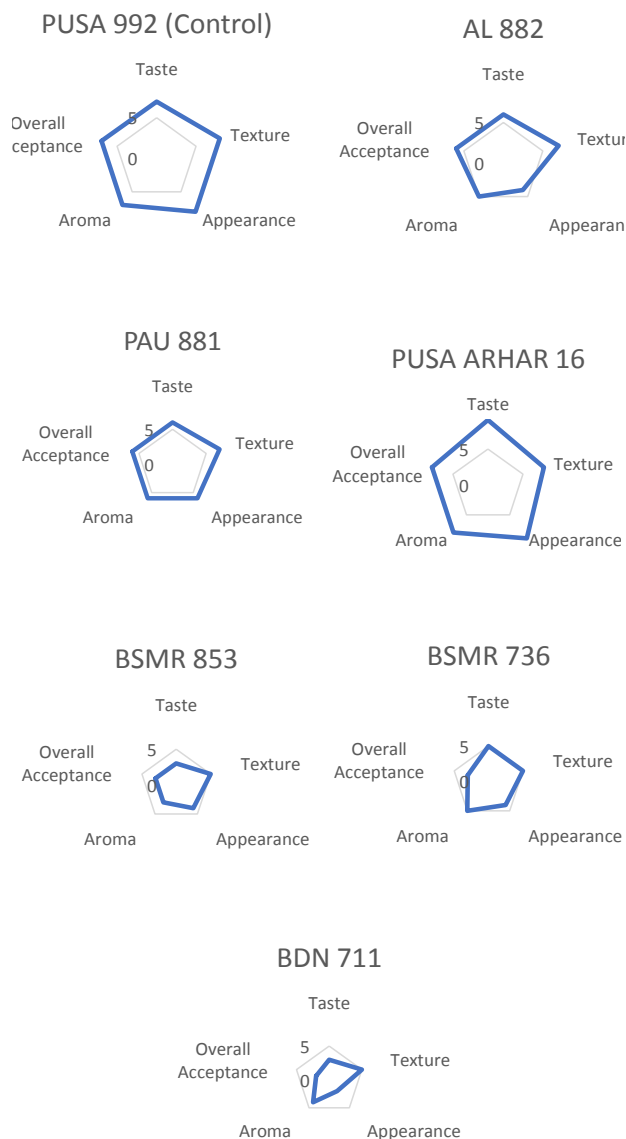 PUSA 992 (Control)
Taste
5
Overall
cceptance
Texture
0
Aroma
Appearance
AL 882
Taste
5
Overall
Acceptance
Textur
0
Aroma
Appearan
PAU 881
Taste
5
Overall
Acceptance
Texture
0
Aroma
Appearance
PUSA ARHAR 16
Taste
5
Overall
Acceptance
Texture
0
Aroma
Appearance
BSMR 853
Taste
5
Overall
Acceptance
Texture
0
Aroma
Appearance
BSMR 736
Taste
5
Overall
Acceptance
Texture
0
Aroma
Appearance
BDN 711
Taste
5
Overall
Acceptance
Texture
0
Aroma
Appearance